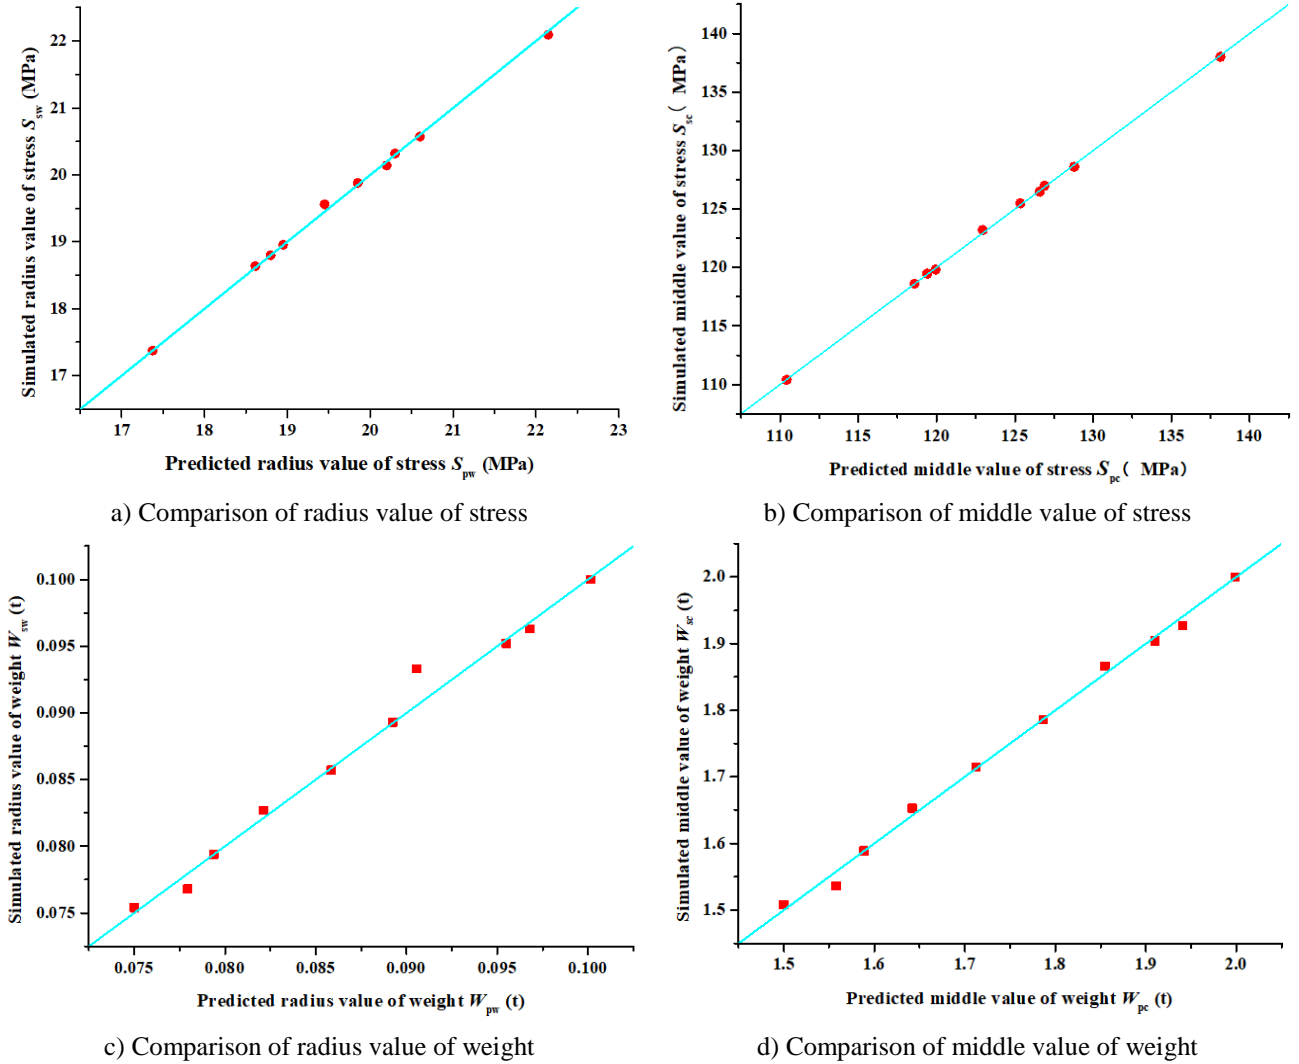 22
21
20
19
18
17
Simulated radius value of stress Ssw (MPa)
17 18 19 20 21 22 23
Predicted radius value of stress Spw (MPa)
a) Comparison of radius value of stress
140
135
130
125
120
115
110
Simulated middle value of stress Ssc( MPa)
110 115 120 125 130 135 140
Predicted middle value of stress Spc( MPa)
b) Comparison of middle value of stress
0.100
0.095
0.090
0.085
0.080
0.075
Simulated radius value of weight Wsw (t)
0.075 0.080 0.085 0.090 0.095 0.100
Predicted radius value of weight Wpw (t)
c) Comparison of radius value of weight
2.0
1.9
1.8
1.7
1.6
1.5
Simulated middle value of weight Wsc (t)
1.5 1.6 1.7 1.8 1.9 2.0
Predicted middle value of weight Wpc (t)
d) Comparison of middle value of weight